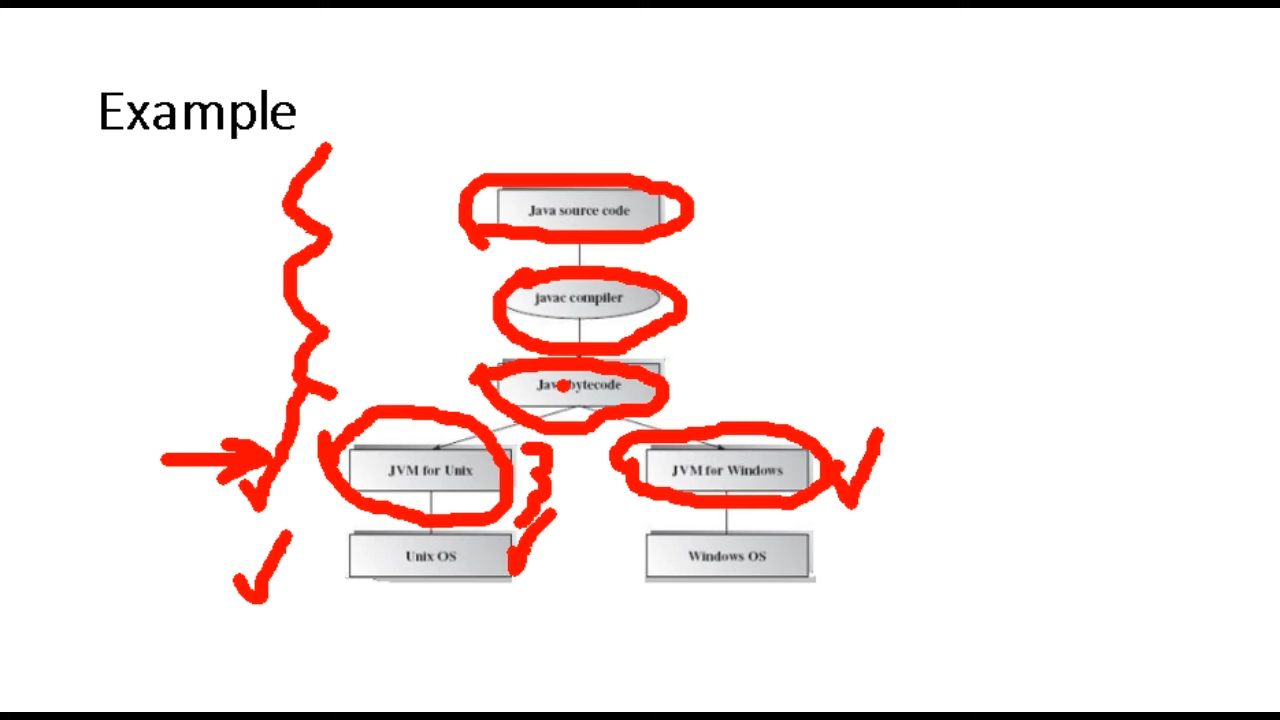 Example
Java source code
javac compiler
Java bytecode
JVM for Unix
JVM for Windows
Unix OS
Windows OS